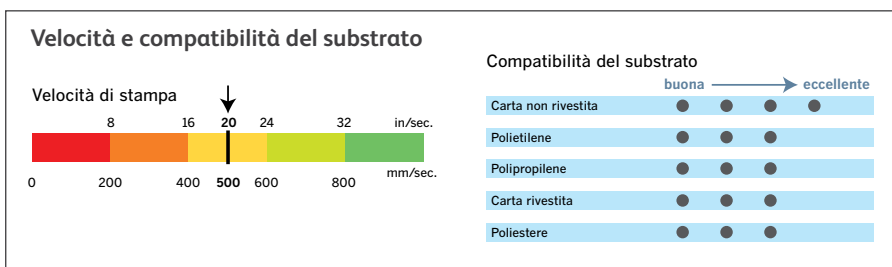 Velocità e compatibilità del substrato
Velocità di stampa
8 16 20 24 32 in/sec.
mm/sec.
0 200 400 500 600 800
Compatibilità del substrato
buona eccellente
Carta non rivestita
Polietilene
Polipropilene
Carta rivestita
Poliestere